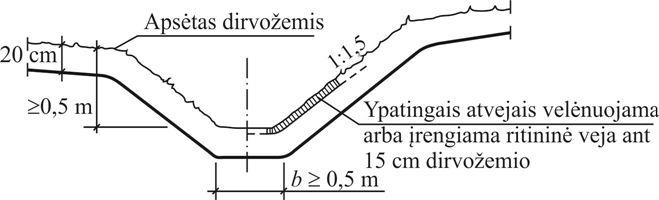 Apsėtas dirvožemis
20 cm
1:1,5
≥0,5 m
Ypatingais atvejais velėnuojama
arba įrengiama ritininė veja ant
15 cm dirvožemio
b ≥ 0,5 m